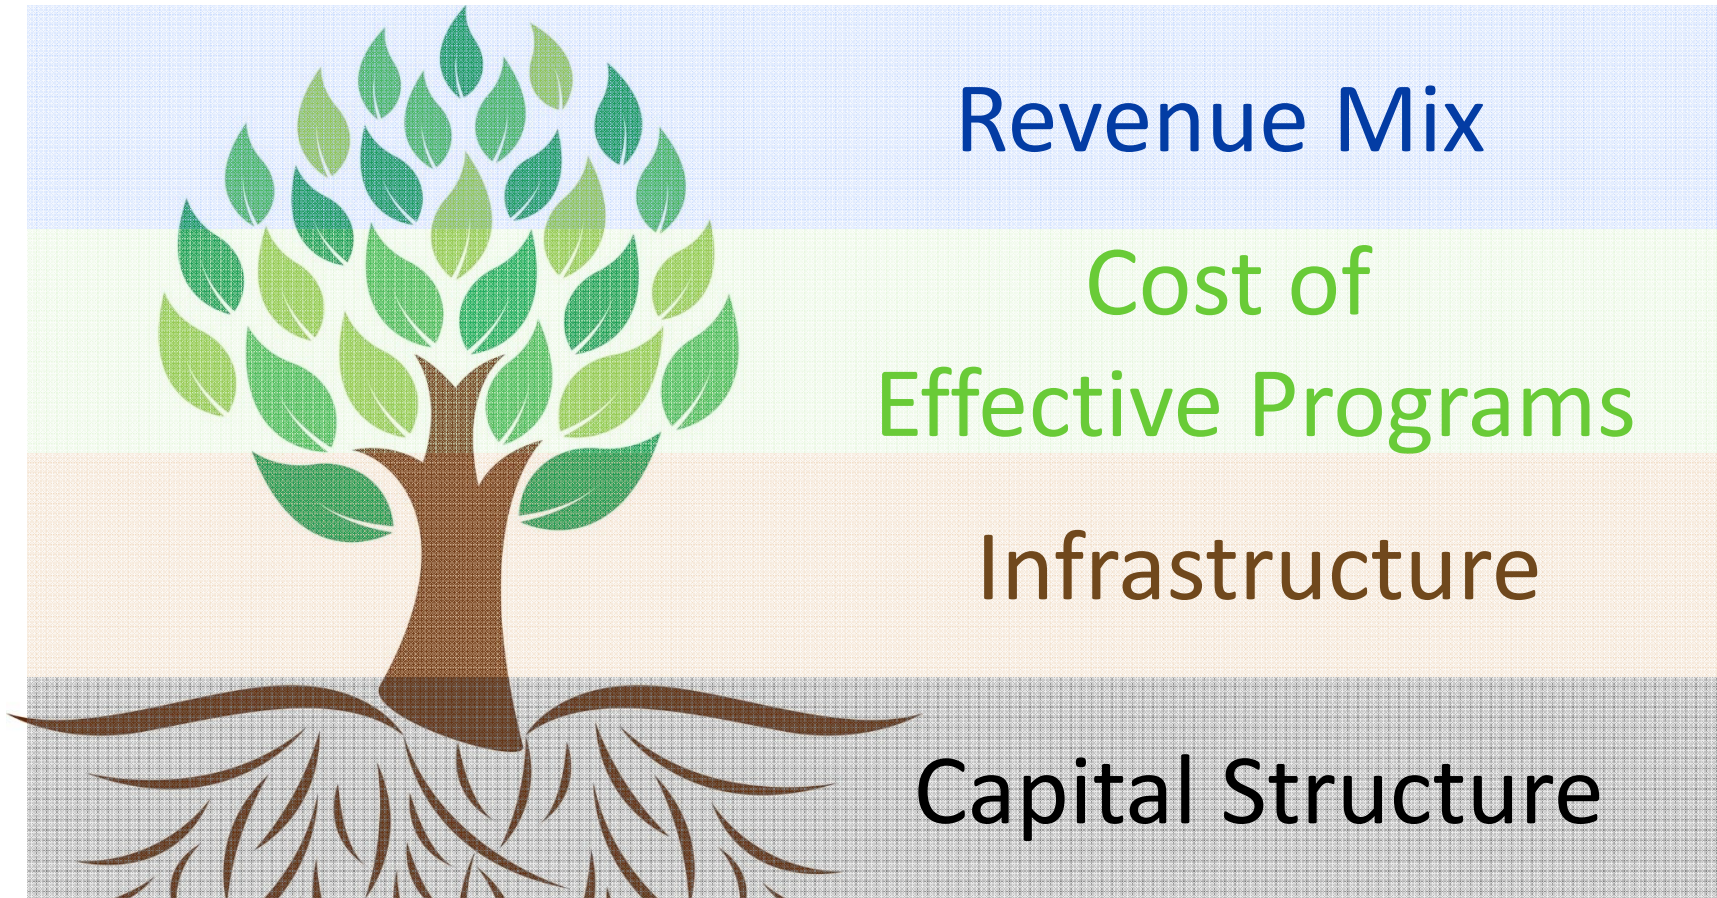 Revenue Mix
Cost of
Effective Programs
Infrastructure
Capital Structure